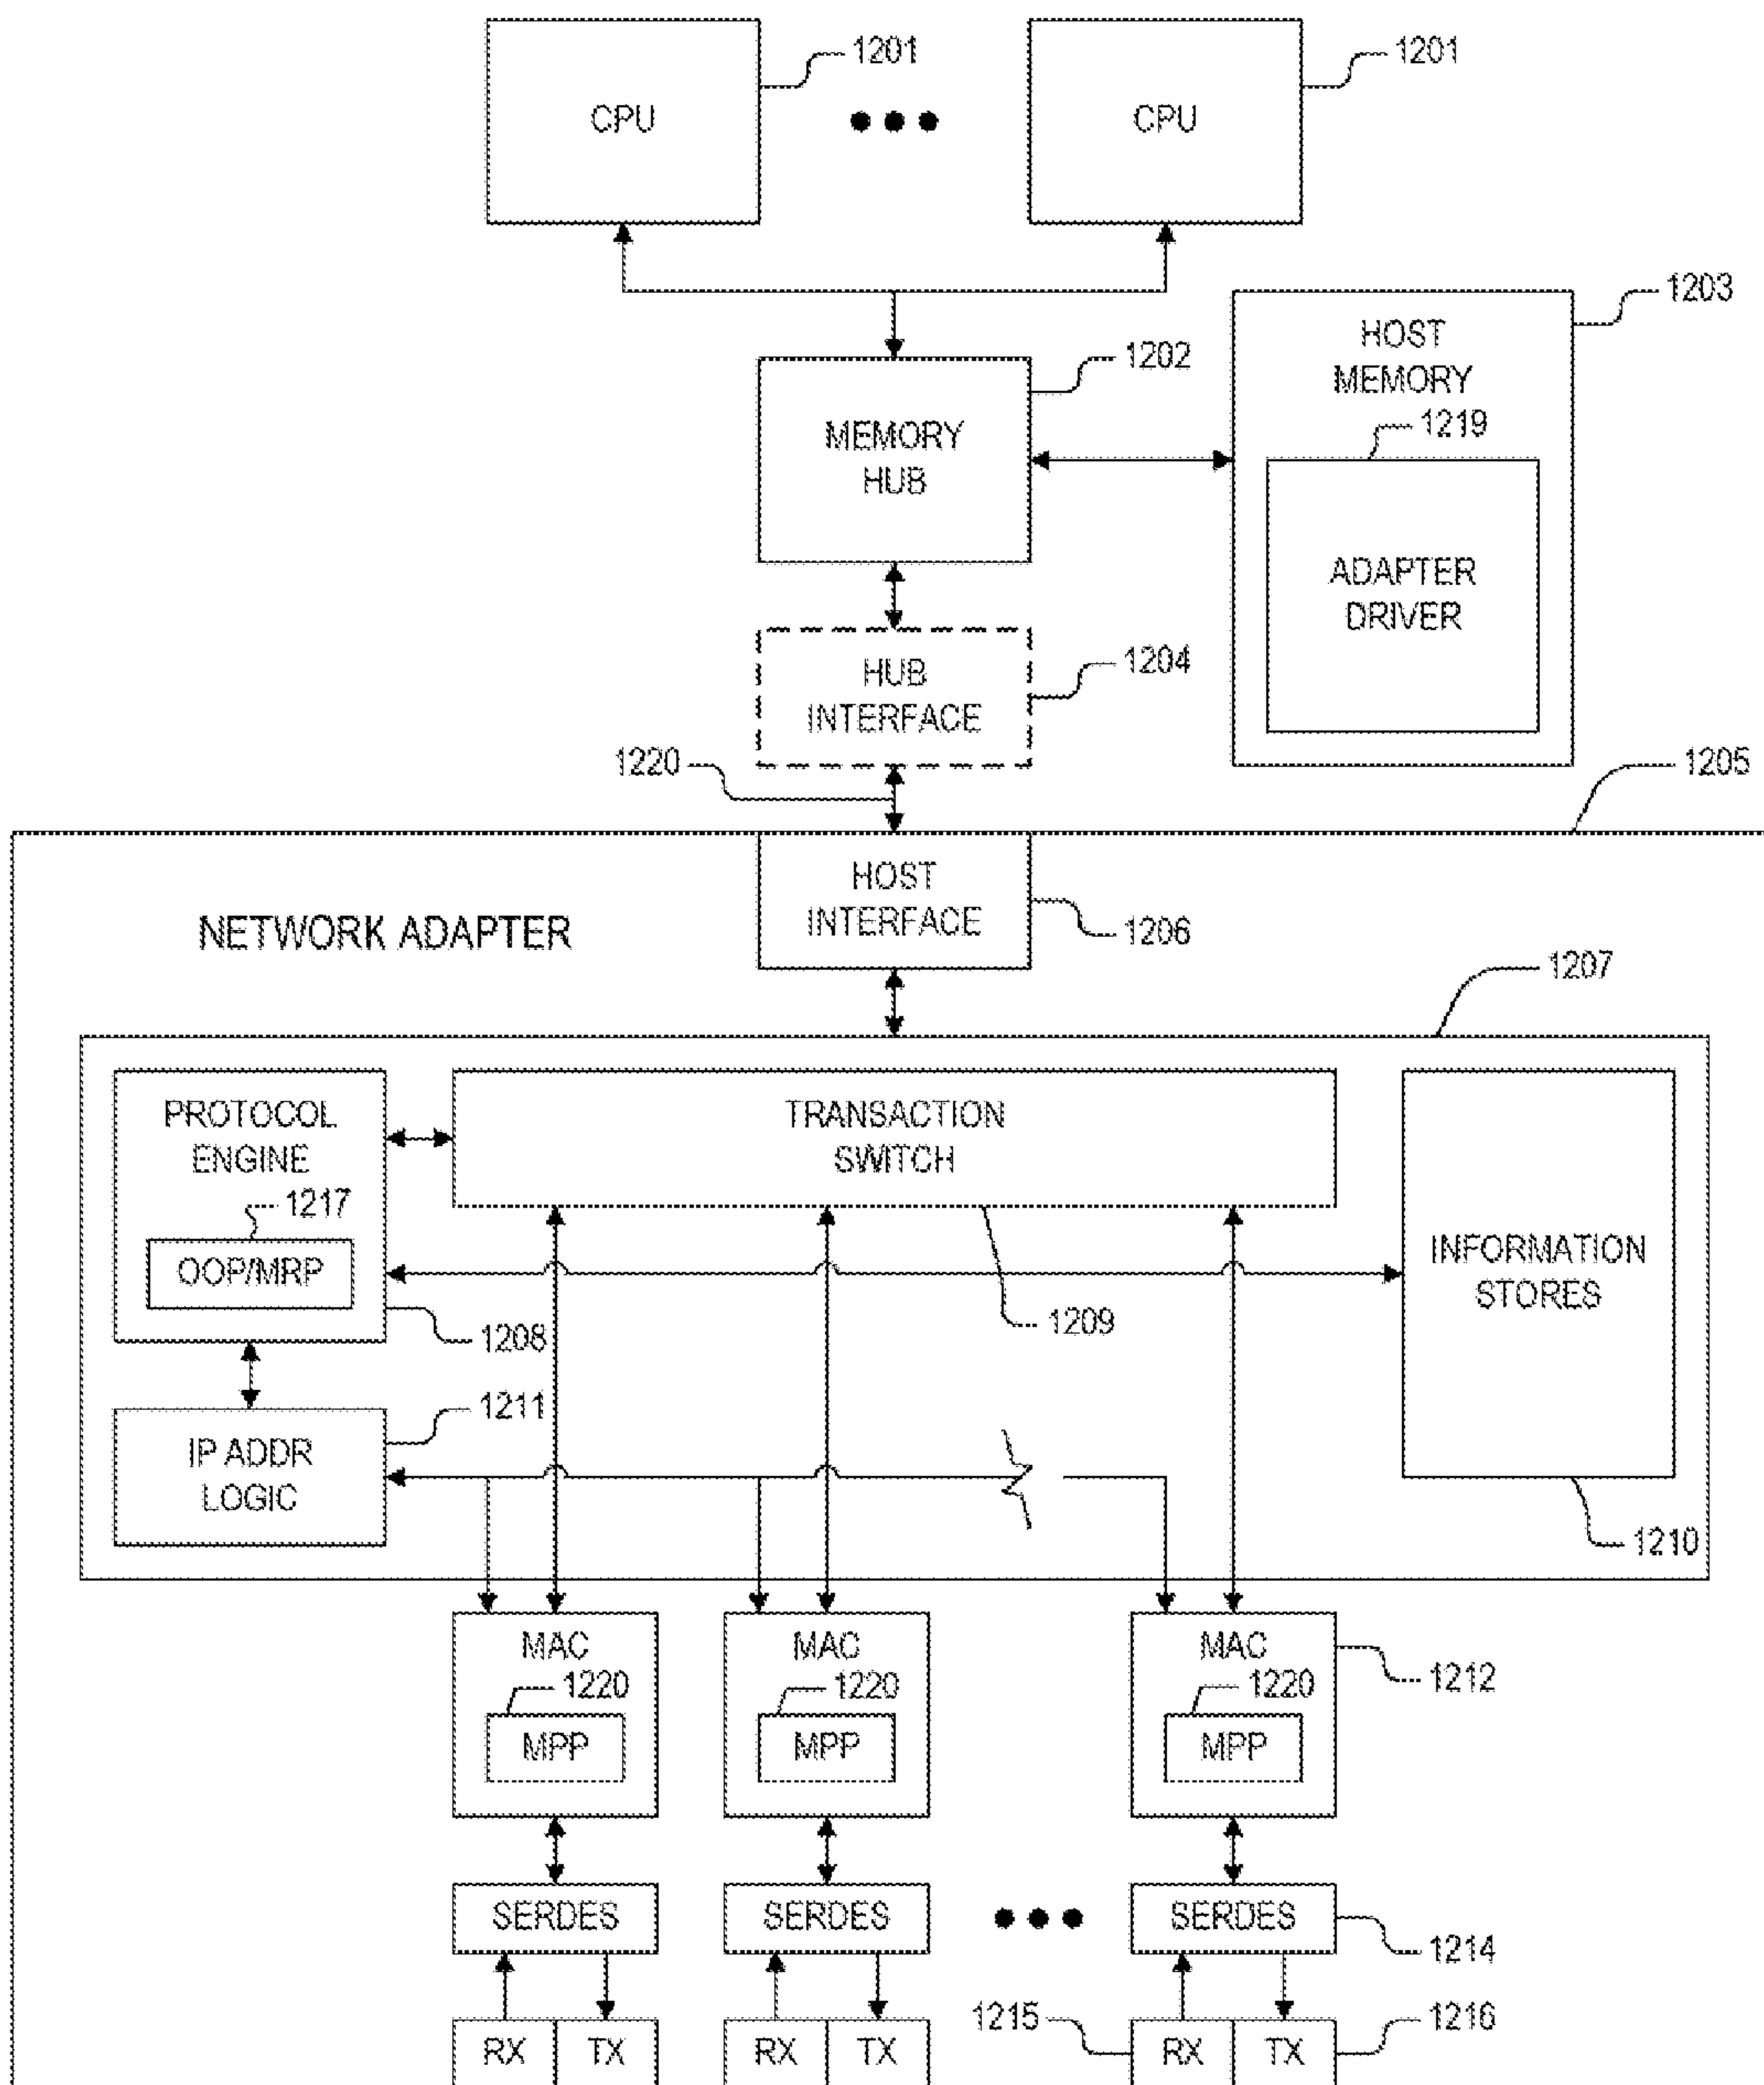 1201
1201
CPU
CPU
1203
HOST
MEMORY
1202
1219
MEMORY
HUB
ADAPTER
DRIVER
HUB
INTERFACE
1204
1220
1205
HOST
INTERFACE
NETWORK ADAPTER
1206
1207
PROTOCOL
ENGINE
TRANSACTION
SWITCH
1217
OOP/MRP
INFORMATION
STORES
1208
1209
1211
IP ADDR
LOGIC
1210
MAC
MAC
MAC
1212
1220
1220
1220
MPP
MPP
MPP
SERDES
SERDES
SERDES
1214
1215
1216
RX
TX
RX
TX
RX
TX